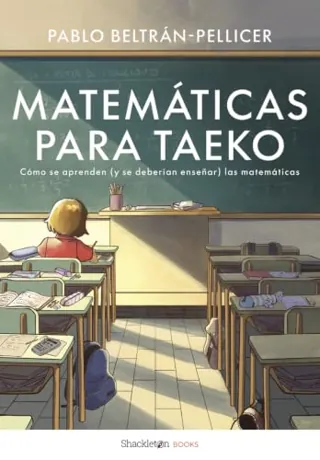 PABLO BELTRÁN-PELLICER
MATEMÁTICAS
PARA TAEKO
Cómo se aprenden (y se deberían enseñar) las matemáticas
Shackleton BOOKS